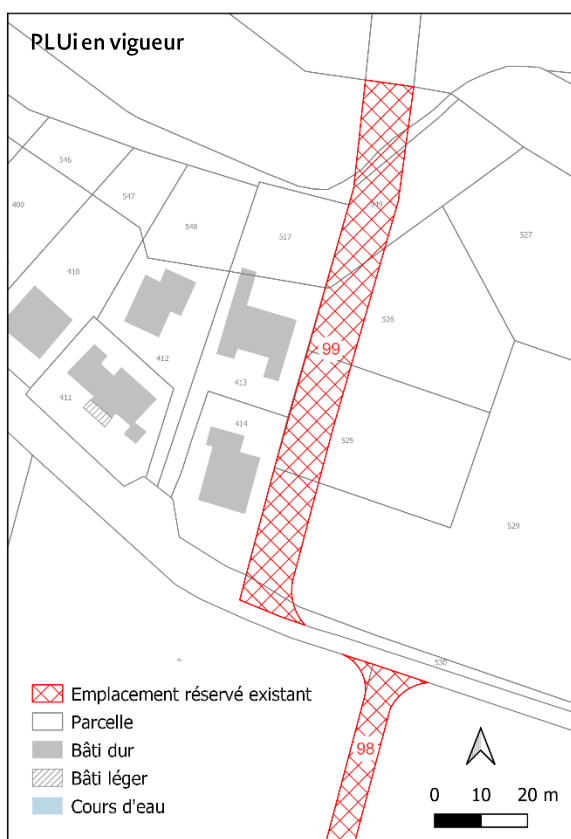 PLUi en vigueur
546
547
409
548
549
517
527
410
526
99
412
413
411
414
525
529
530
98
Emplacement réservé existant
Parcelle
Bâti dur
Bâti léger
Cours d'eau
0 10 20 m